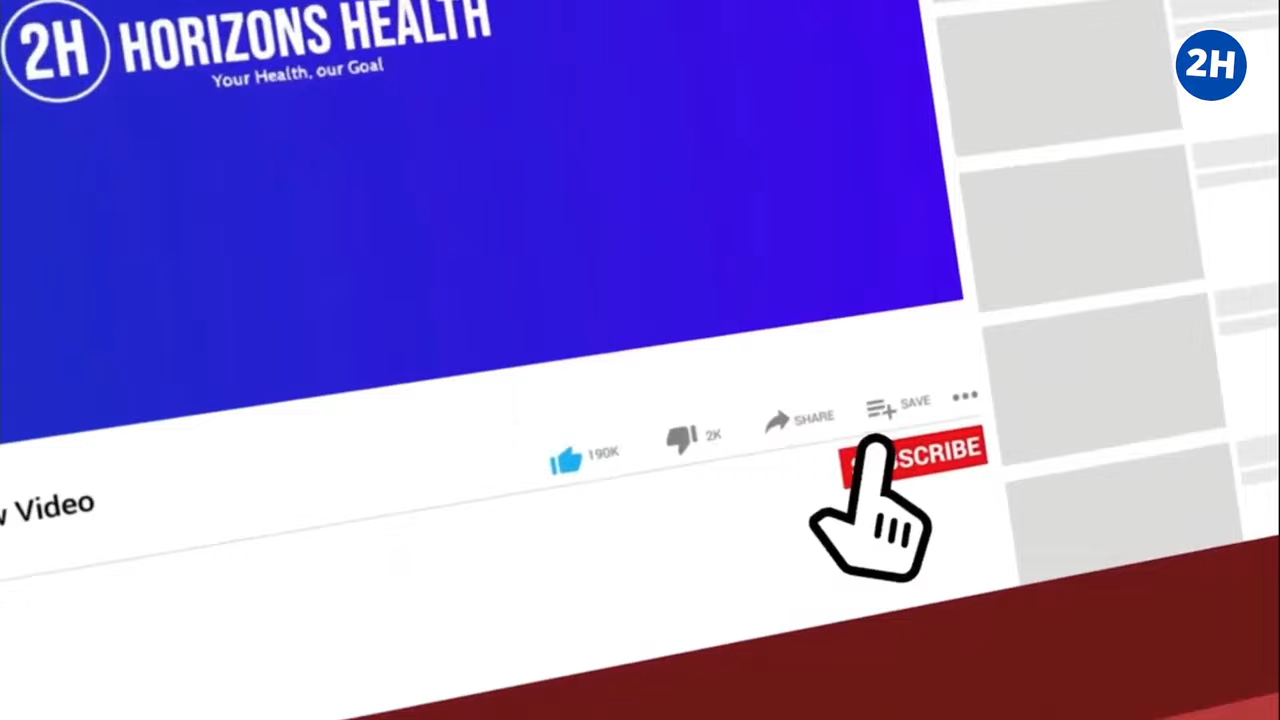 2H HORIZONS HEALTH
Your Health, our Goal
2H
190K
2K
SHARE
SAVE
SCRIBE
Video